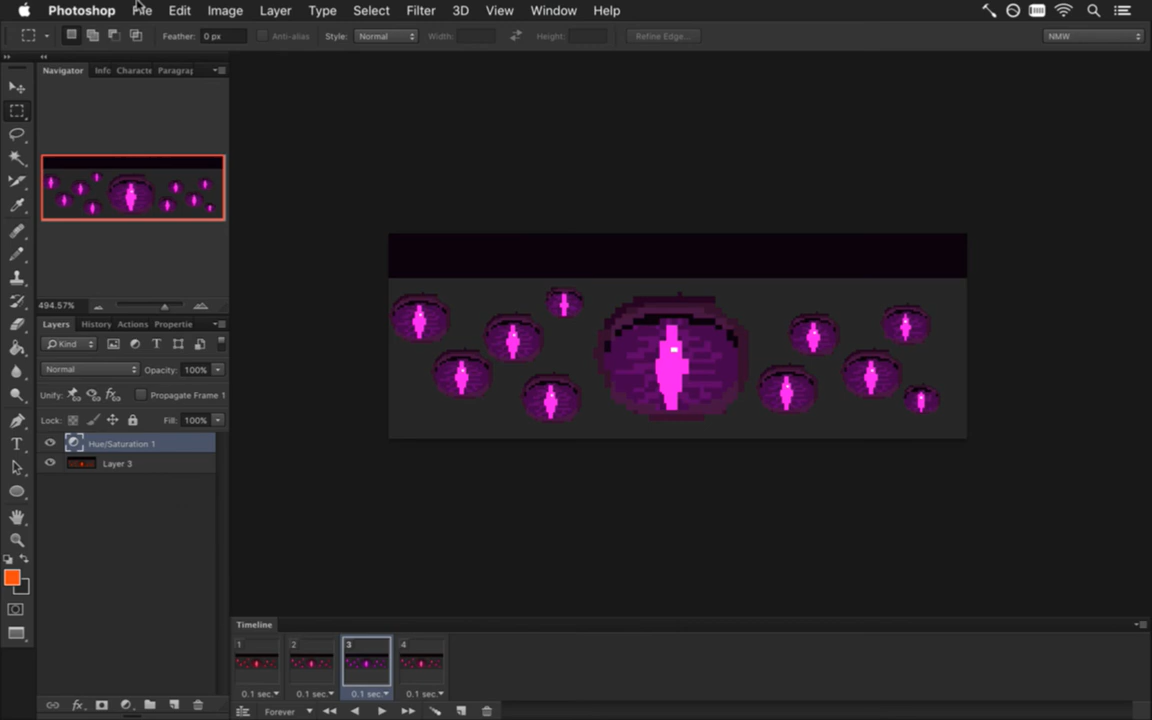 Photoshop File Edit Image Layer Type Select Filter 3D View Window Help
Feather: 0 px Anti-alias Style: Normal Width: Height: Refine Edge... NMW
Navigator Info Characte Paragrap
494.57%
Layers History Actions Propertie
Kind
Normal Opacity: 100%
Unify: Propagate Frame 1
Lock: Fill: 100%
Hue/Saturation 1
Layer 3
Timeline
1 2 3 4
0.1 sec. 0.1 sec. 0.1 sec. 0.1 sec.
Forever